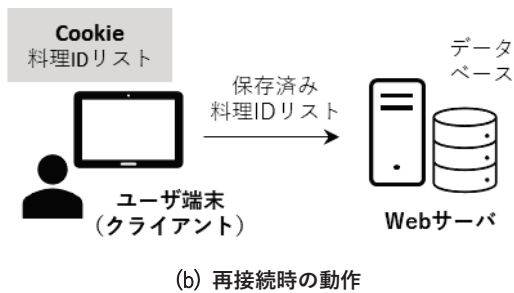 Cookie
料理IDリスト
保存済み
料理IDリスト
データ
ベース
ユーザ端末
（クライアント）
Webサーバ
(b) 再接続時の動作